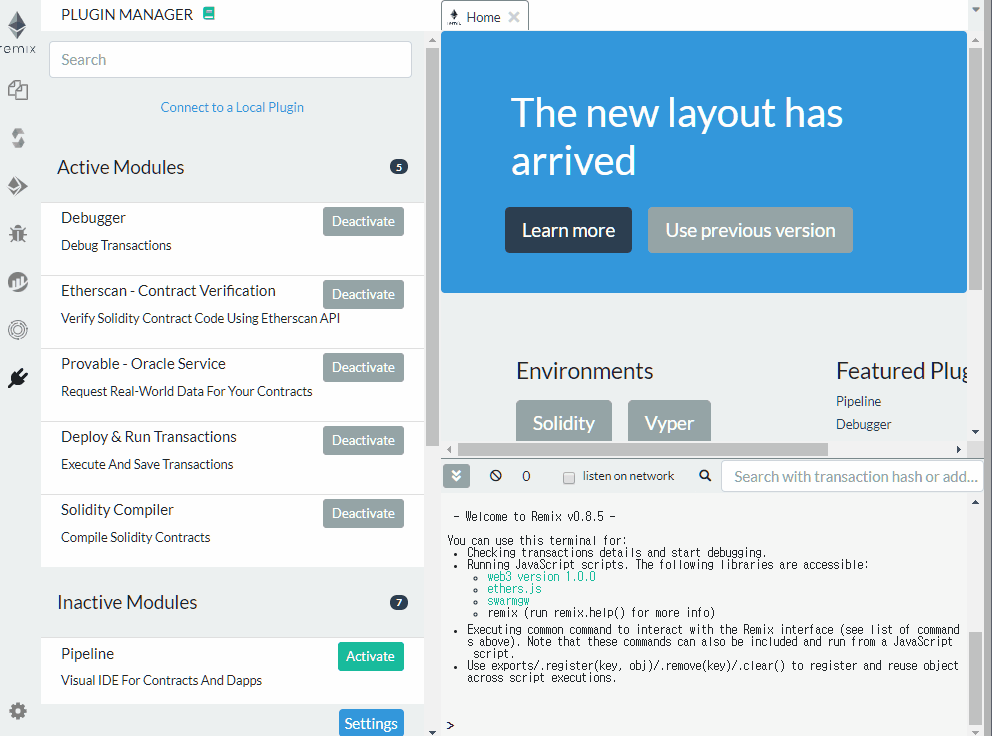 remix
PLUGIN MANAGER
Search
Connect to a Local Plugin
Active Modules
5
Debugger
Deactivate
Debug Transactions
Etherscan - Contract Verification
Deactivate
Verify Solidity Contract Code Using Etherscan API
Provable - Oracle Service
Deactivate
Request Real-World Data For Your Contracts
Deploy & Run Transactions
Deactivate
Execute And Save Transactions
Solidity Compiler
Deactivate
Compile Solidity Contracts
Inactive Modules
7
Pipeline
Activate
Visual IDE For Contracts And Dapps
Settings
Home
The new layout has
arrived
Learn more
Use previous version
Environments
Solidity
Vyper
Featured Plug
Pipeline
Debugger
0
listen on network
Search with transaction hash or add...
- Welcome to Remix v0.8.5 -
You can use this terminal for:
• Checking transactions details and start debugging.
• Running JavaScript scripts. The following libraries are accessible:
web3 version 1.0.0
ethers.js
swarmgw
remix (run remix.help() for more info)
• Executing common command to interact with the Remix interface (see list of command
s above). Note that these commands can also be included and run from a JavaScript
script.
• Use exports/.register(key, obj)/.remove(key)/.clear() to register and reuse object
across script executions.
>